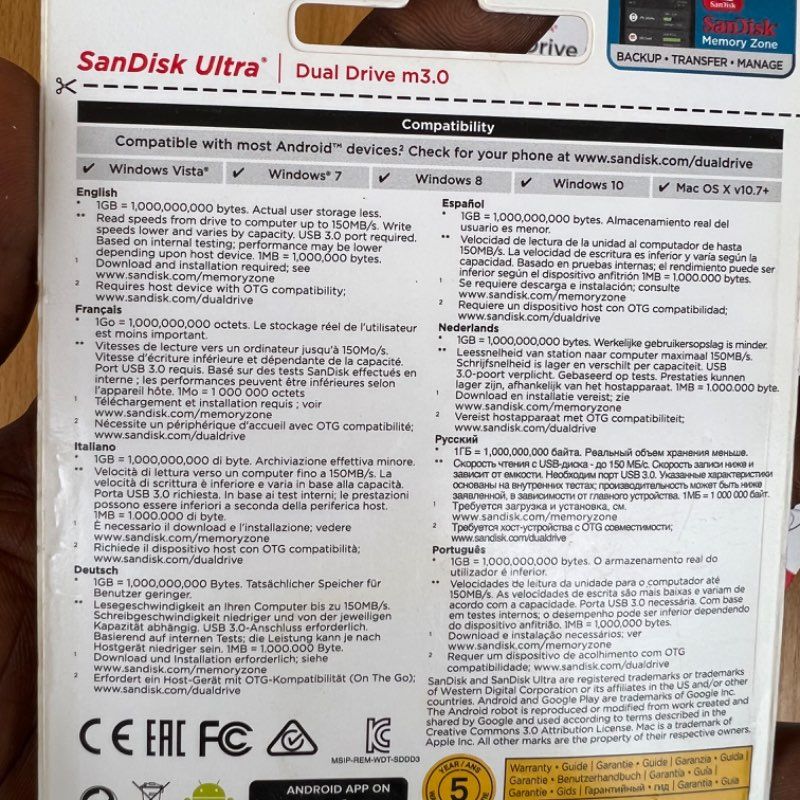 Drive
SanDisk
SanDisk®
Memory Zone
BACKUP • TRANSFER • MANAGE
SanDisk Ultra® | Dual Drive m3.0
Compatibility
Compatible with most Android™ devices.² Check for your phone at www.sandisk.com/dualdrive
✓ Windows Vista® ✓ Windows® 7 ✓ Windows 8 ✓ Windows 10 ✓ Mac OS X v10.7+
English
* 1GB = 1,000,000,000 bytes. Actual user storage less.
** Read speeds from drive to computer up to 150MB/s. Write
speeds lower and varies by capacity. USB 3.0 port required.
Based on internal testing; performance may be lower
depending upon host device. 1MB = 1,000,000 bytes.
¹ Download and installation required; see
www.sandisk.com/memoryzone
² Requires host device with OTG compatibility;
www.sandisk.com/dualdrive
Français
* 1Go = 1,000,000,000 octets. Le stockage réel de l'utilisateur
est moins important.
** Vitesses de lecture vers un ordinateur jusqu'à 150Mo/s.
Vitesse d'écriture inférieure et dépendante de la capacité.
Port USB 3.0 requis. Basé sur des tests SanDisk effectués en
interne ; les performances peuvent être inférieures selon
l'appareil hôte. 1Mo = 1 000 000 octets
¹ Téléchargement et installation requis ; voir
www.sandisk.com/memoryzone
² Nécessite un périphérique d'accueil avec OTG compatibilité;
www.sandisk.com/dualdrive
Italiano
* 1GB = 1,000,000,000 di byte. Archiviazione effettiva minore.
** Velocità di lettura verso un computer fino a 150MB/s. La
velocità di scrittura è inferiore e varia in base alla capacità.
Porta USB 3.0 richiesta. In base ai test interni; le prestazioni
possono essere inferiori a seconda della periferica host.
1MB = 1.000.000 di byte.
¹ È necessario il download e l'installazione; vedere
www.sandisk.com/memoryzone
² Richiede il dispositivo host con OTG compatibilità;
www.sandisk.com/dualdrive
Deutsch
* 1GB = 1,000,000,000 Bytes. Tatsächlicher Speicher für
Benutzer geringer.
** Lesegeschwindigkeit an Ihren Computer bis zu 150MB/s.
Schreibgeschwindigkeit niedriger und von der jeweiligen
Kapazität abhängig. USB 3.0-Anschluss erforderlich.
Basierend auf internen Tests; die Leistung kann je nach
Hostgerät niedriger sein. 1MB = 1.000.000 Byte.
¹ Download und Installation erforderlich; siehe
www.sandisk.com/memoryzone
² Erfordert ein Host-Gerät mit OTG-Kompatibilität (On The Go);
www.sandisk.com/dualdrive
Español
* 1GB = 1,000,000,000 bytes. Almacenamiento real del
usuario es menor.
** Velocidad de lectura de la unidad al computador de hasta
150MB/s. La velocidad de escritura es inferior y varía según la
capacidad. Basado en pruebas internas; el rendimiento puede ser
inferior según el dispositivo anfitrión 1MB = 1.000.000 bytes.
¹ Se requiere descarga e instalación; consulte
www.sandisk.com/memoryzone
² Requiere un dispositivo host con OTG compatibilidad;
www.sandisk.com/dualdrive
Nederlands
* 1GB = 1,000,000,000 bytes. Werkelijke gebruikersopslag is minder.
** Leessnelheid van station naar computer maximaal 150MB/s.
Schrijfsnelheid is lager en verschilt per capaciteit. USB
3.0-poort verplicht. Gebaseerd op tests. Prestaties kunnen
lager zijn, afhankelijk van het hostapparaat. 1MB = 1.000.000 byte.
¹ Download en installatie vereist; zie
www.sandisk.com/memoryzone
² Vereist hostapparaat met OTG compatibiliteit;
www.sandisk.com/dualdrive
Русский
* 1ГБ = 1,000,000,000 байта. Реальный объем хранения меньше.
** Скорость чтения с USB-диска - до 150 МБ/с. Скорость записи ниже и
зависит от емкости. Необходим порт USB 3.0. Указанные характеристики
основаны на внутренних тестах; производительность может быть ниже
заявленной, в зависимости от главного устройства. 1МБ = 1 000 000 байт.
¹ Требуется загрузка и установка, см.
www.sandisk.com/memoryzone
² Требуется хост-устройства с OTG совместимости;
www.sandisk.com/dualdrive
Português
* 1GB = 1,000,000,000 bytes. O armazenamento real do
utilizador é inferior.
** Velocidades de leitura da unidade para o computador até
150MB/s. As velocidades de escrita são mais baixas e variam de
acordo com a capacidade. Porta USB 3.0 necessária. Com base
em testes internos; o desempenho pode ser inferior dependendo
do dispositivo anfitrião. 1MB = 1,000,000 bytes.
¹ Download e instalação necessários; ver
www.sandisk.com/memoryzone
² Requer um dispositivo de acolhimento com OTG
compatibilidade; www.sandisk.com/dualdrive
SanDisk and SanDisk Ultra are registered trademarks or trademarks
of Western Digital Corporation or its affiliates in the US and/or other
countries. Android and Google Play are trademarks of Google Inc.
The Android robot is reproduced or modified from work created and
shared by Google and used according to terms described in the
Creative Commons 3.0 Attribution License. Mac is a trademark of
Apple Inc. All other marks are the property of their respective owners.
CE EAC FC
MSIP-REM-WDT-SDDD3
ANDROID APP ON
YEAR / ANS
5
Warranty • Guide | Garantie • Guide | Garanzia • Guida
Garantie • Benutzerhandbuch | Garantía • Guía |
Garantie • Gids | Гарантийный • гид | Garantia • Guia